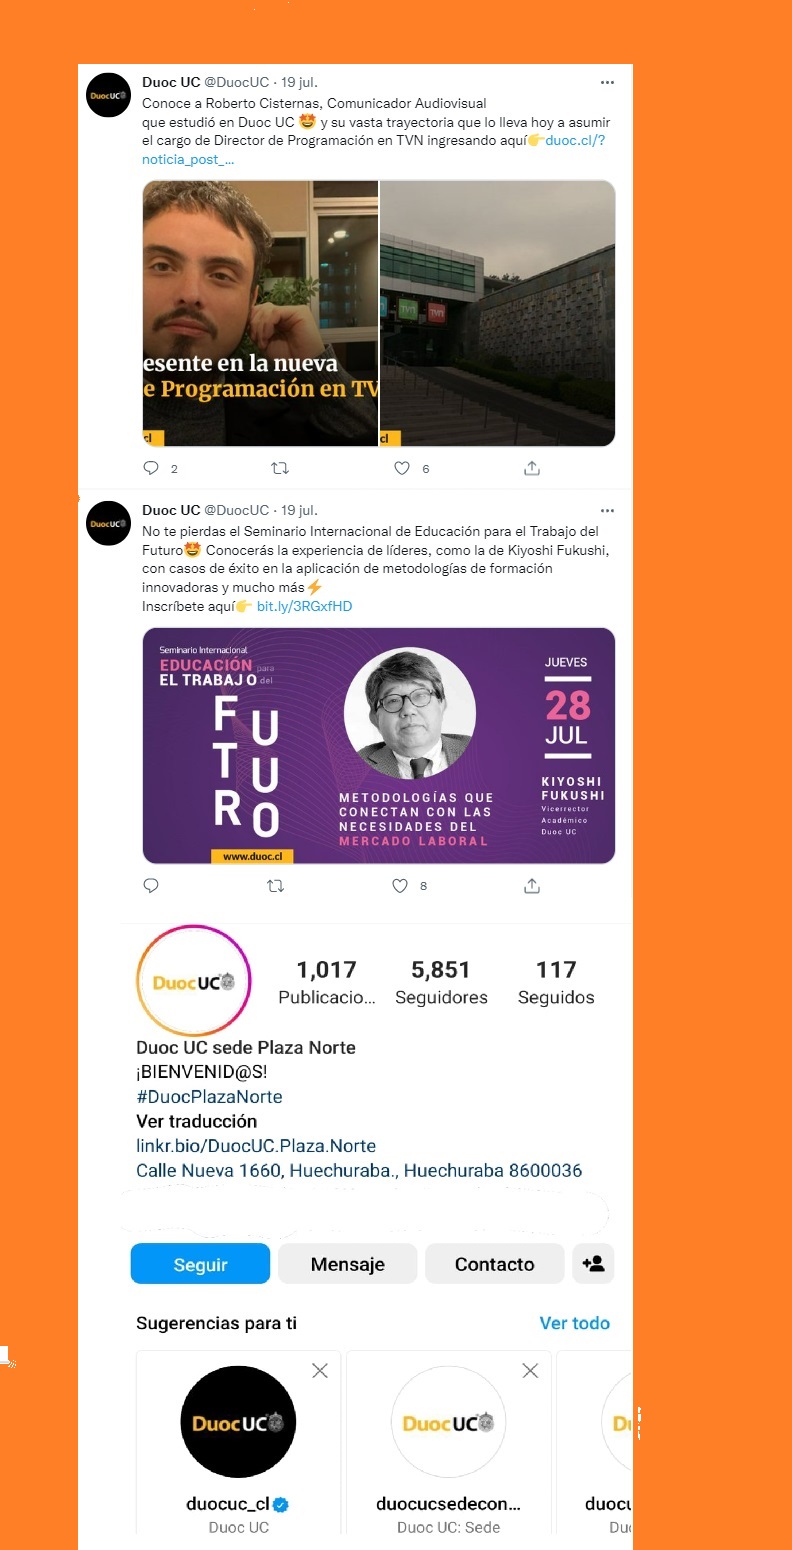 DuocUC
Duoc UC @DuocUC · 19 jul.
Conoce a Roberto Cisternas, Comunicador Audiovisual
que estudió en Duoc UC 🤩 y su vasta trayectoria que lo lleva hoy a asumir
el cargo de Director de Programación en TVN ingresando aquí👉duoc.cl/?
noticia_post_...
esente en la nueva
e Programación en TV
cl
TVN
TVN
cl
2
6
DuocUC
Duoc UC @DuocUC · 19 jul.
No te pierdas el Seminario Internacional de Educación para el Trabajo del
Futuro🤩 Conocerás la experiencia de líderes, como la de Kiyoshi Fukushi,
con casos de éxito en la aplicación de metodologías de formación
innovadoras y mucho más⚡
Inscríbete aquí👉 bit.ly/3RGxfHD
Seminario Internacional
EDUCACIÓN para
EL TRABAJO del
FUTURO
www.duoc.cl
METODOLOGÍAS QUE
CONECTAN CON LAS
NECESIDADES DEL
MERCADO LABORAL
JUEVES
28
JUL
KIYOSHI
FUKUSHI
Vicerrector
Académico
Duoc UC
8
DuocUC
1,017
Publicacio...
5,851
Seguidores
117
Seguidos
Duoc UC sede Plaza Norte
¡BIENVENID@S!
#DuocPlazaNorte
Ver traducción
linkr.bio/DuocUC.Plaza.Norte
Calle Nueva 1660, Huechuraba., Huechuraba 8600036
Seguir
Mensaje
Contacto
Sugerencias para ti
Ver todo
DuocUC
duocuc_cl
Duoc UC
DuocUC
duocucsedecon...
Duoc UC: Sede
Du
duocu
Duo